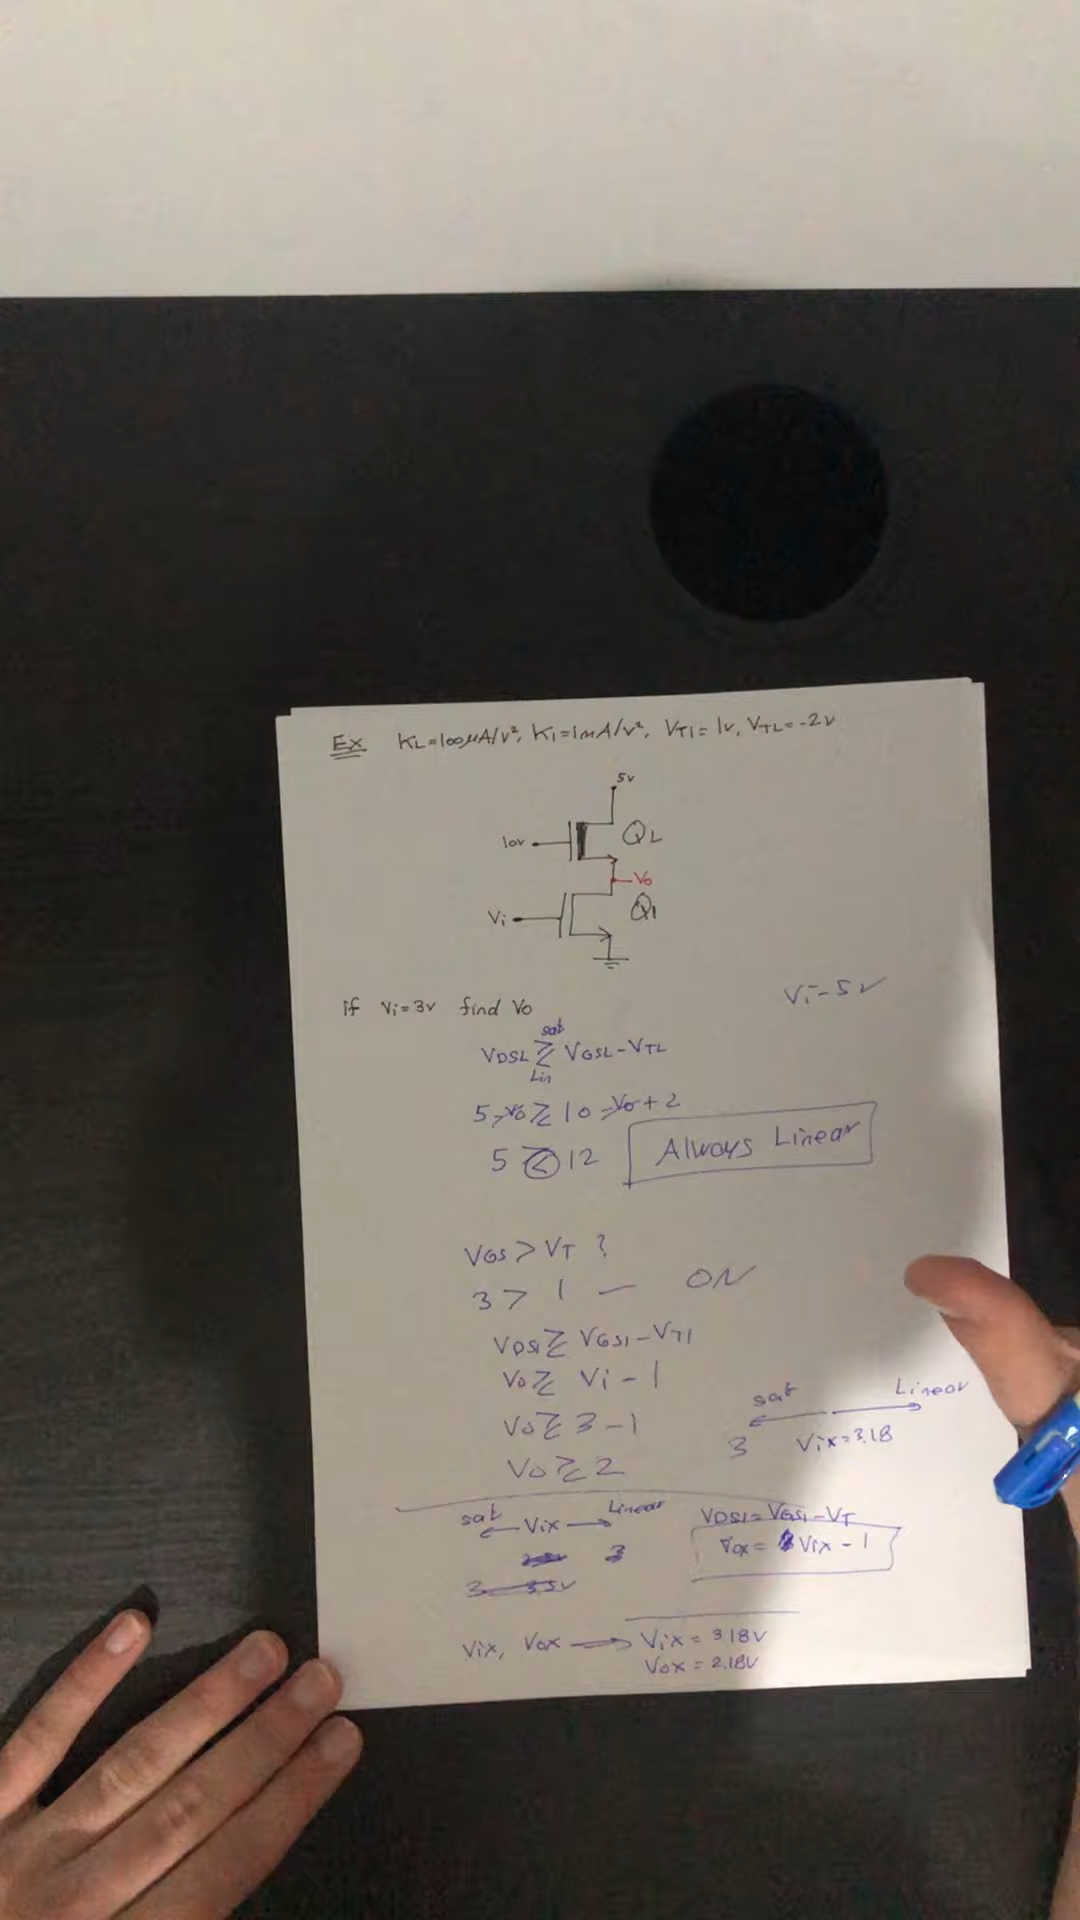 Ex KL=100μA/V², K1=1mA/V², VT1=1V, VTL=-2V
5V
10V
QL
Vo
Vi
Q1
Vi=5V
if Vi=3V find Vo
sat
VDSL ≷ VGSL-VTL
Lin
5-Vo ≷ 10-Vo+2
5 < 12 Always Linear
VGS > VT ?
3 > 1 — ON
VDS1 ≷ VGS1-VT1
Vo ≷ Vi-1
Vo ≷ 3-1
Vo ≷ 2
sat Linear
3 Vix=3.18
sat ← Vix → Linear
3
3
VDS1=VGS1-VT
Vox= Vix-1
Vix, Vox → Vix=3.18V
Vox=2.18V